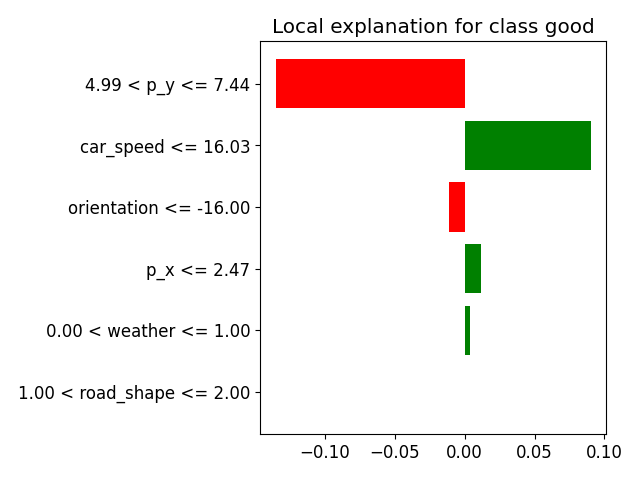 Local explanation for class good
4.99 < p_y <= 7.44
car_speed <= 16.03
orientation <= -16.00
p_x <= 2.47
0.00 < weather <= 1.00
1.00 < road_shape <= 2.00
−0.10 −0.05 0.00 0.05 0.10